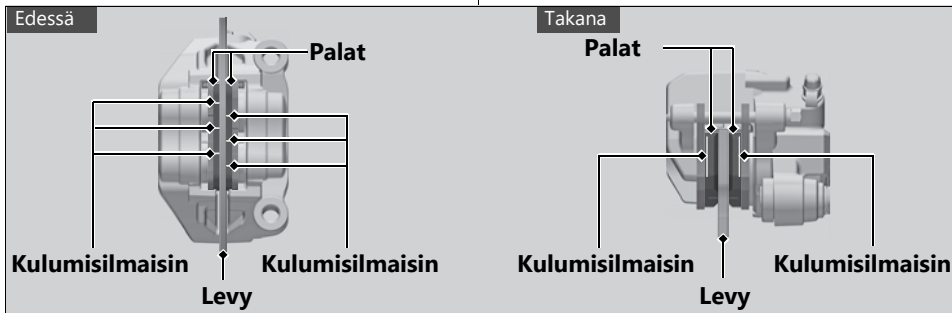 Edessä
Palat
Kulumisilmaisin
Kulumisilmaisin
Levy
Takana
Palat
Kulumisilmaisin
Kulumisilmaisin
Levy